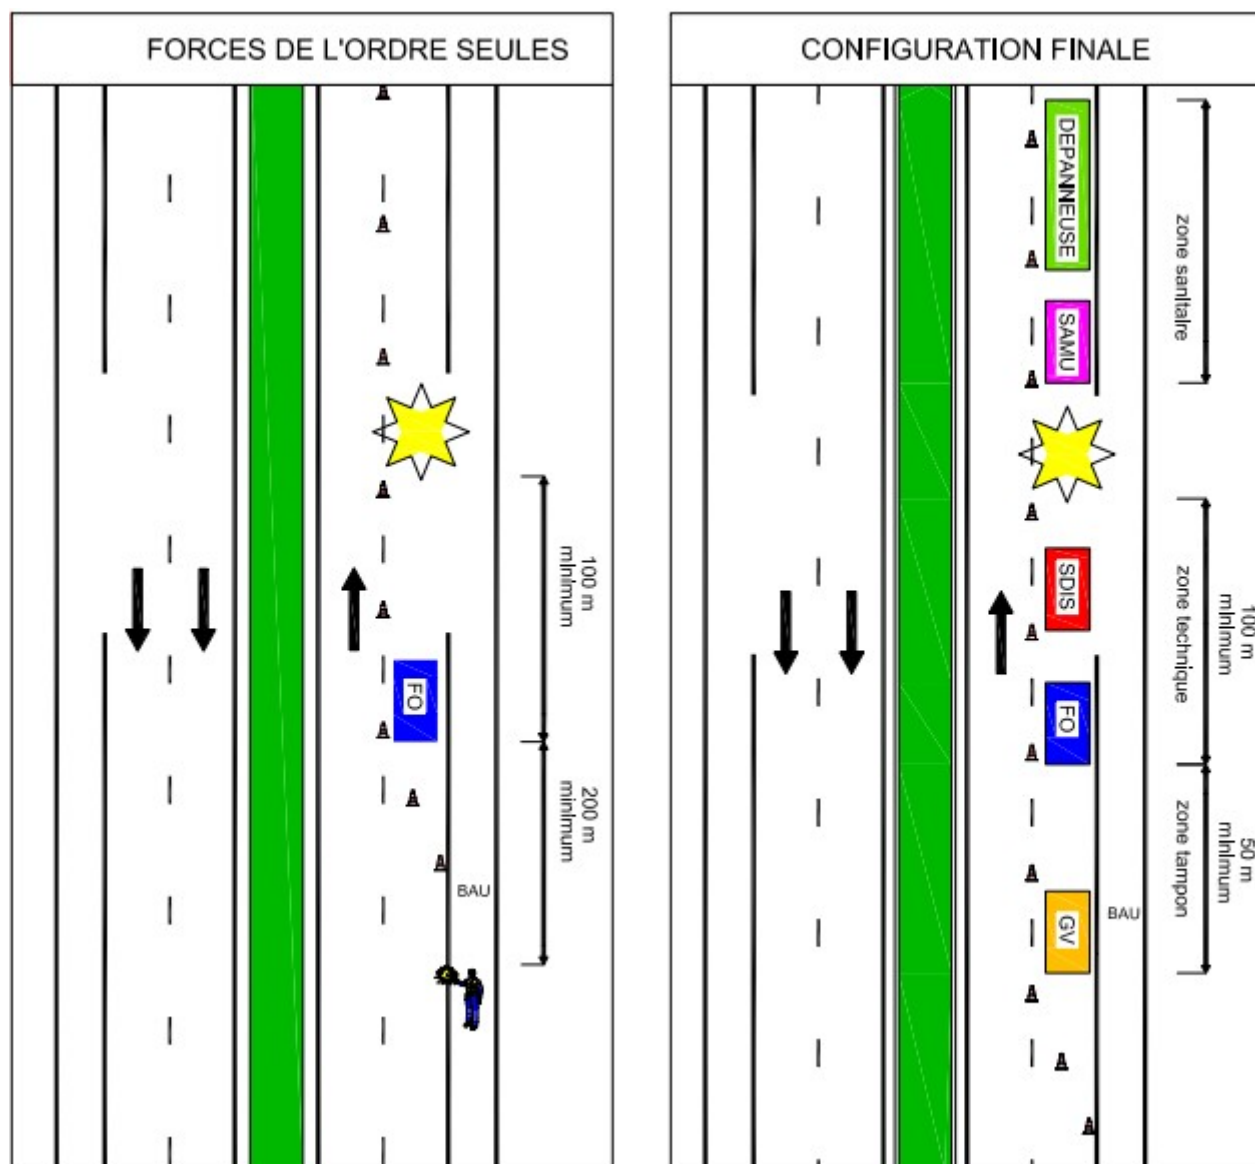 FORCES DE L'ORDRE SEULES
100 m
minimum
FO
200 m
minimum
BAU
CONFIGURATION FINALE
DEPANNEUSE
zone sanitaire
SAMU
SDIS
100 m
minimum
zone technique
FO
50 m
minimum
zone tampon
GV
BAU